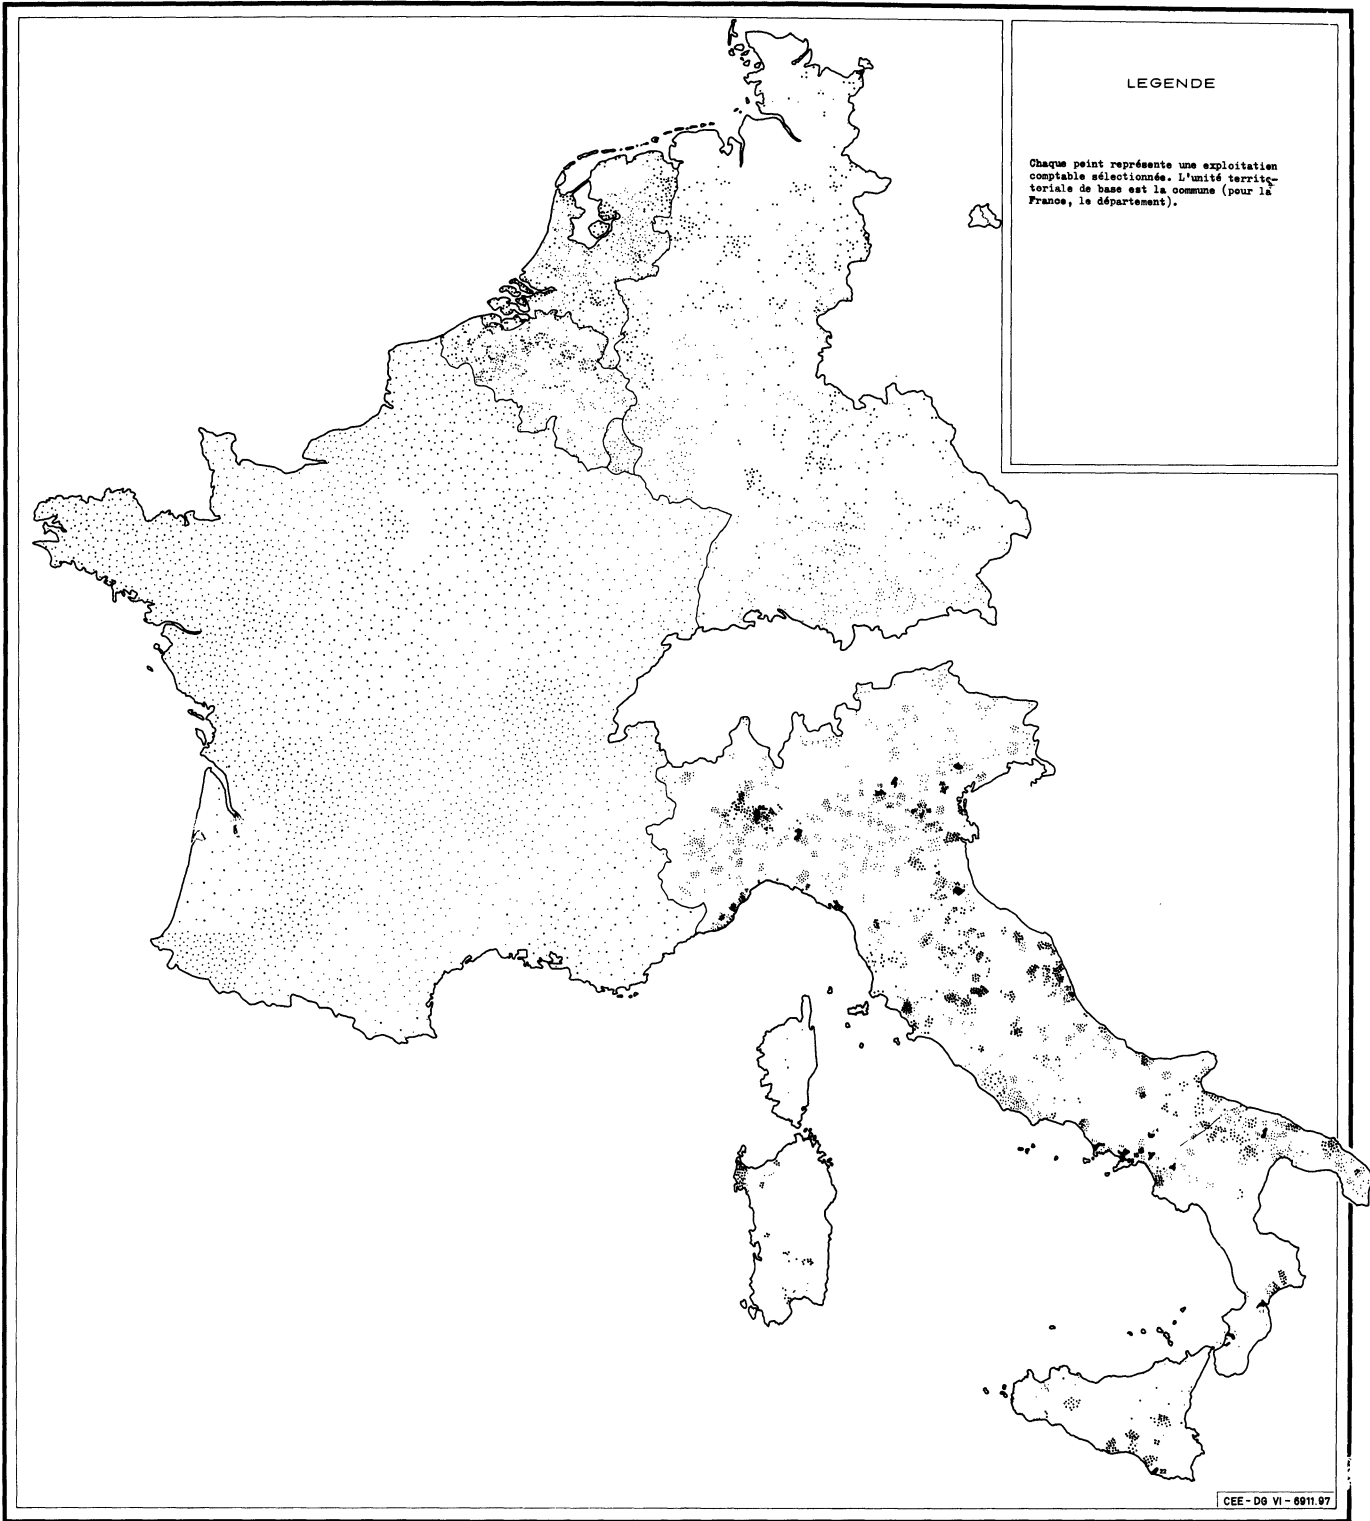 LEGENDE
Chaque peint représente une exploitation
comptable sélectionnée. L'unité territo-
toriale de base est la commune (pour la
France, le département).
CEE - DG VI - 6911.97